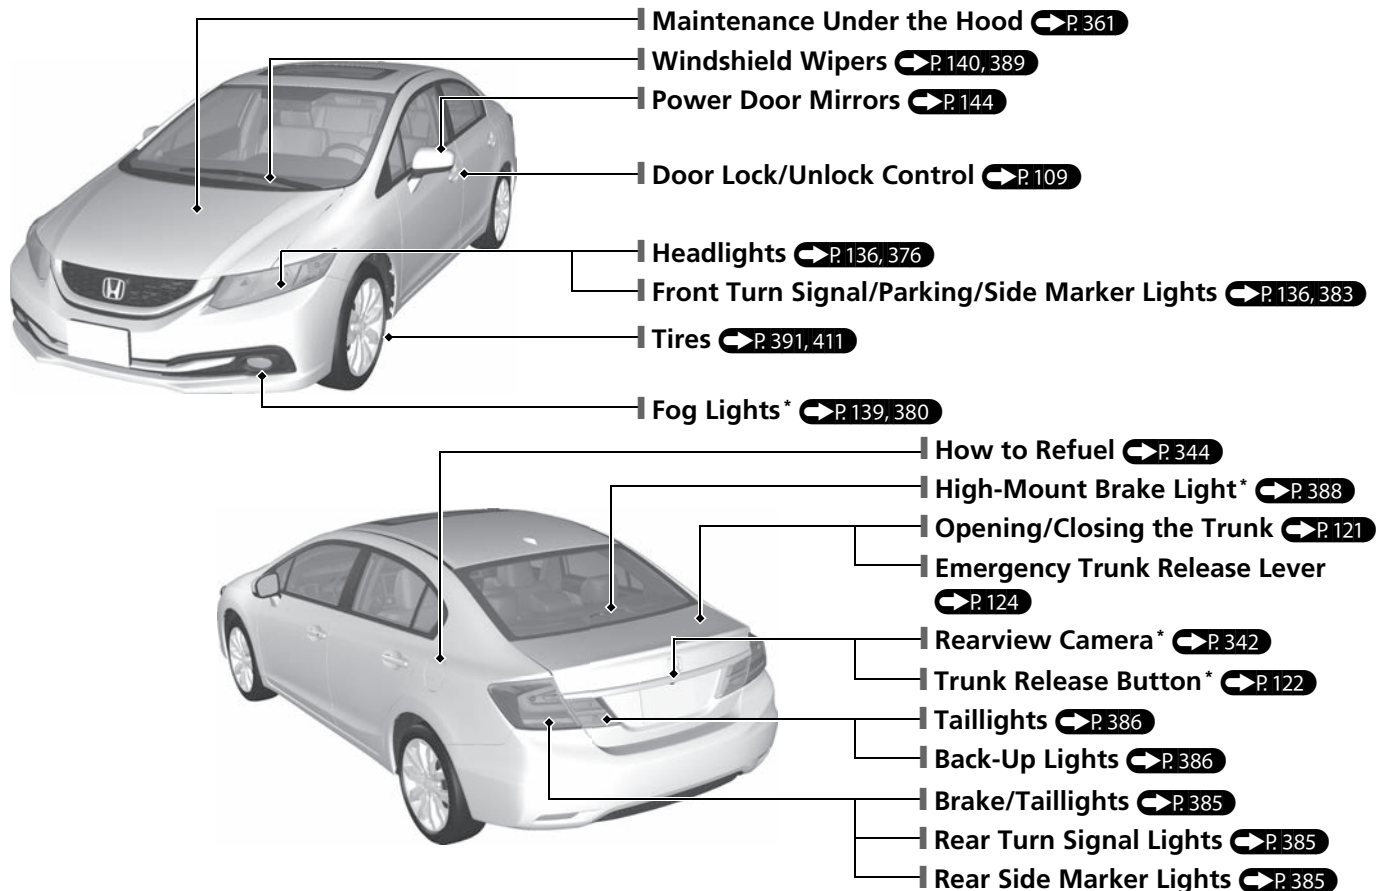 Maintenance Under the Hood P. 361
Windshield Wipers P. 140, 389
Power Door Mirrors P. 144
Door Lock/Unlock Control P. 109
Headlights P. 136, 376
Front Turn Signal/Parking/Side Marker Lights P. 136, 383
Tires P. 391, 411
Fog Lights* P. 139, 380
How to Refuel P. 344
High-Mount Brake Light* P. 388
Opening/Closing the Trunk P. 121
Emergency Trunk Release Lever
P. 124
Rearview Camera* P. 342
Trunk Release Button* P. 122
Taillights P. 386
Back-Up Lights P. 386
Brake/Taillights P. 385
Rear Turn Signal Lights P. 385
Rear Side Marker Lights P. 385